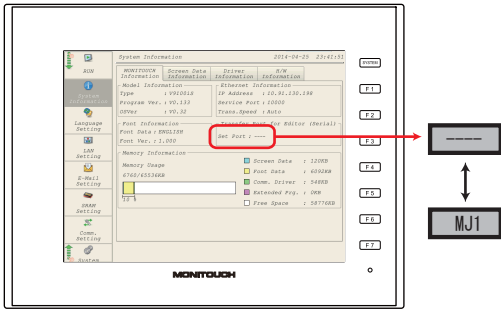 System Information 2014-04-25 23:41:51
SYSTEM
RUN
MONITOUCH Information
Screen Data Information
Driver Information
H/W Information
System Information
Model Information
Type : V9100iS
Program Ver. : V0.133
OSVer : V0.32
Ethernet Information
IP Address : 10.91.130.198
Service Port : 10000
Speed : Auto
F1
F2
Language Setting
Font Information
Font Data : ENGLISH
Font Ver. : 1.000
Transfer Port for Editor (Serial)
Set Port : ----
F3
----
LAN Setting
Memory Information
Memory Usage
6760/65536KB
10 %
Screen Data : 120KB
Font Data : 6092KB
Comm. Driver : 548KB
Extended Prg. : 0KB
Free Space : 58776KB
F4
E-Mail Setting
F5
SRAM Setting
F6
MJ1
Comm. Setting
F7
System
MONITOUCH